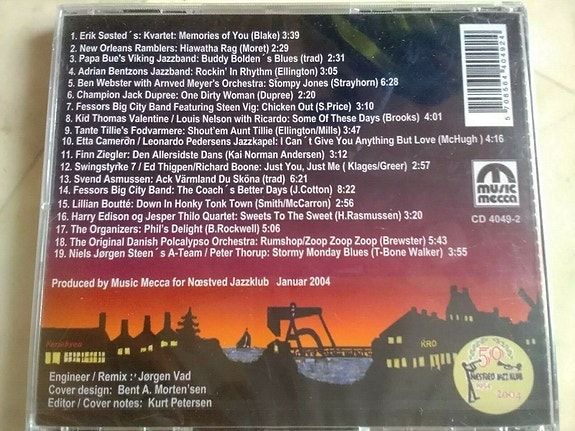 1. Erik Søsted´s: Kvartet: Memories of You (Blake) 3:39
2. New Orleans Ramblers: Hiawatha Rag (Moret) 2:29
3. Papa Bue's Viking Jazzband: Buddy Bolden´s Blues (trad) 2:31
4. Adrian Bentzons Jazzband: Rockin' In Rhythm (Ellington) 3:05
5. Ben Webster with Arnved Meyer's Orchestra: Stompy Jones (Strayhorn) 6:28
6. Champion Jack Dupree: One Dirty Woman (Dupree) 2:20
7. Fessors Big City Band Featuring Steen Vig: Chicken Out (S.Price) 3:10
8. Kid Thomas Valentine / Louis Nelson with Ricardo: Some Of These Days (Brooks) 4:01
9. Tante Tillie's Fodvarmere: Shout'em Aunt Tillie (Ellington/Mills) 3:47
10. Etta Cameròn / Leonardo Pedersens Jazzkapel: I Can´t Give You Anything But Love (McHugh ) 4:16
11. Finn Ziegler: Den Allersidste Dans (Kai Norman Andersen) 3:12
12. Swingstyrke 7 / Ed Thigpen/Richard Boone: Just You, Just Me ( Klages/Greer) 2:57
13. Svend Asmussen: Ack Värmland Du Sköna (trad) 6:21
14. Fessors Big City Band: The Coach´s Better Days (J.Cotton) 8:22
15. Lillian Boutté: Down In Honky Tonk Town (Smith/McCarron) 2:56
16. Harry Edison og Jesper Thilo Quartet: Sweets To The Sweet (H.Rasmussen) 3:51
17. The Organizers: Phil's Delight (B.Rockwell) 5:06
18. The Original Danish Polcalypso Orchestra: Rumshop/Zoop Zoop Zoop (Brewster) 5:43
19. Niels Jørgen Steen´s A-Team / Peter Thorup: Stormy Monday Blues (T-Bone Walker) 3:55
5 708564 404924
music
mecca
CD 4049-2
Produced by Music Mecca for Næstved Jazzklub Januar 2004
KRO
Engineer / Remix : Jørgen Vad
Cover design: Bent A. Morten'sen
Editor / Cover notes: Kurt Petersen
50
NÆSTVED JAZZ KLUB
1954
2004